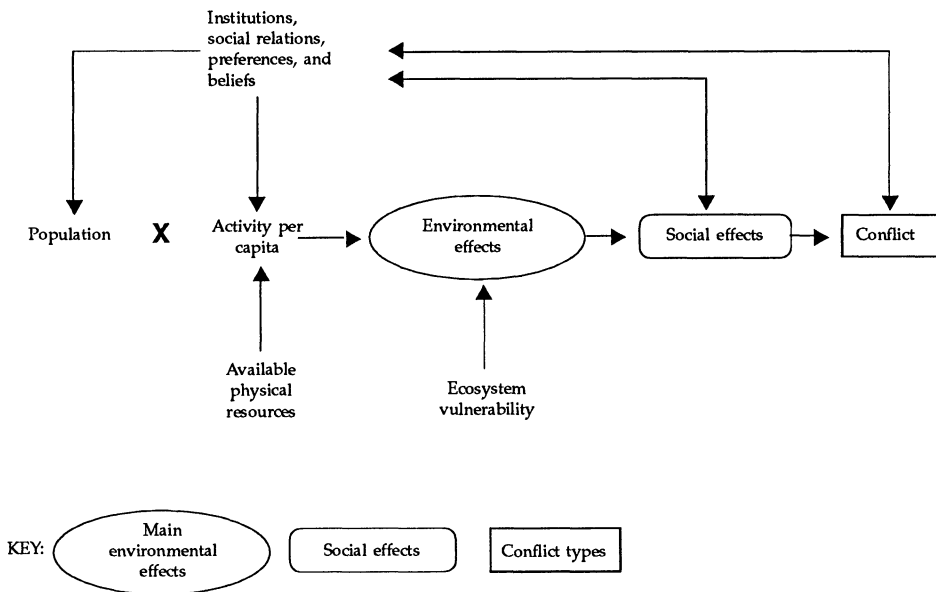 Institutions,
social relations,
preferences, and
beliefs
Population
X
Activity per
capita
Environmental
effects
Social effects
Conflict
Available
physical
resources
Ecosystem
vulnerability
KEY:
Main
environmental
effects
Social effects
Conflict types